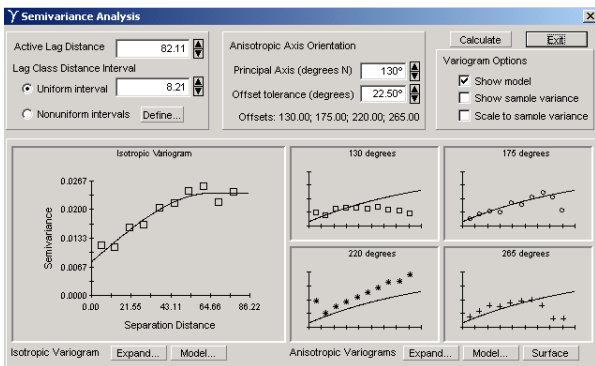 γ Semivariance Analysis
Active Lag Distance 82.11
Lag Class Distance Interval
Uniform interval 8.21
Nonuniform intervals Define...
Anisotropic Axis Orientation
Principal Axis (degrees N) 130°
Offset tolerance (degrees) 22.50°
Offsets: 130.00; 175.00; 220.00; 265.00
Calculate Exit
Variogram Options
Show model
Show sample variance
Scale to sample variance
Isotropic Variogram
0.0267
0.0200
0.0133
0.0067
0.0000
Semivariance
0.00 21.55 43.11 64.66 86.22
Separation Distance
130 degrees
175 degrees
220 degrees
265 degrees
Isotropic Variogram Expand... Model...
Anisotropic Variograms Expand... Model... Surface